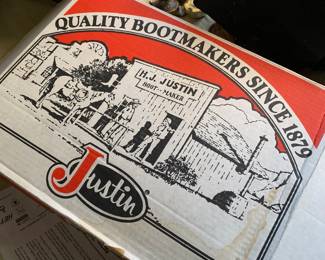 QUALITY BOOTMAKERS SINCE 1879
H.J. JUSTIN
BOOT - MAKER
Justin